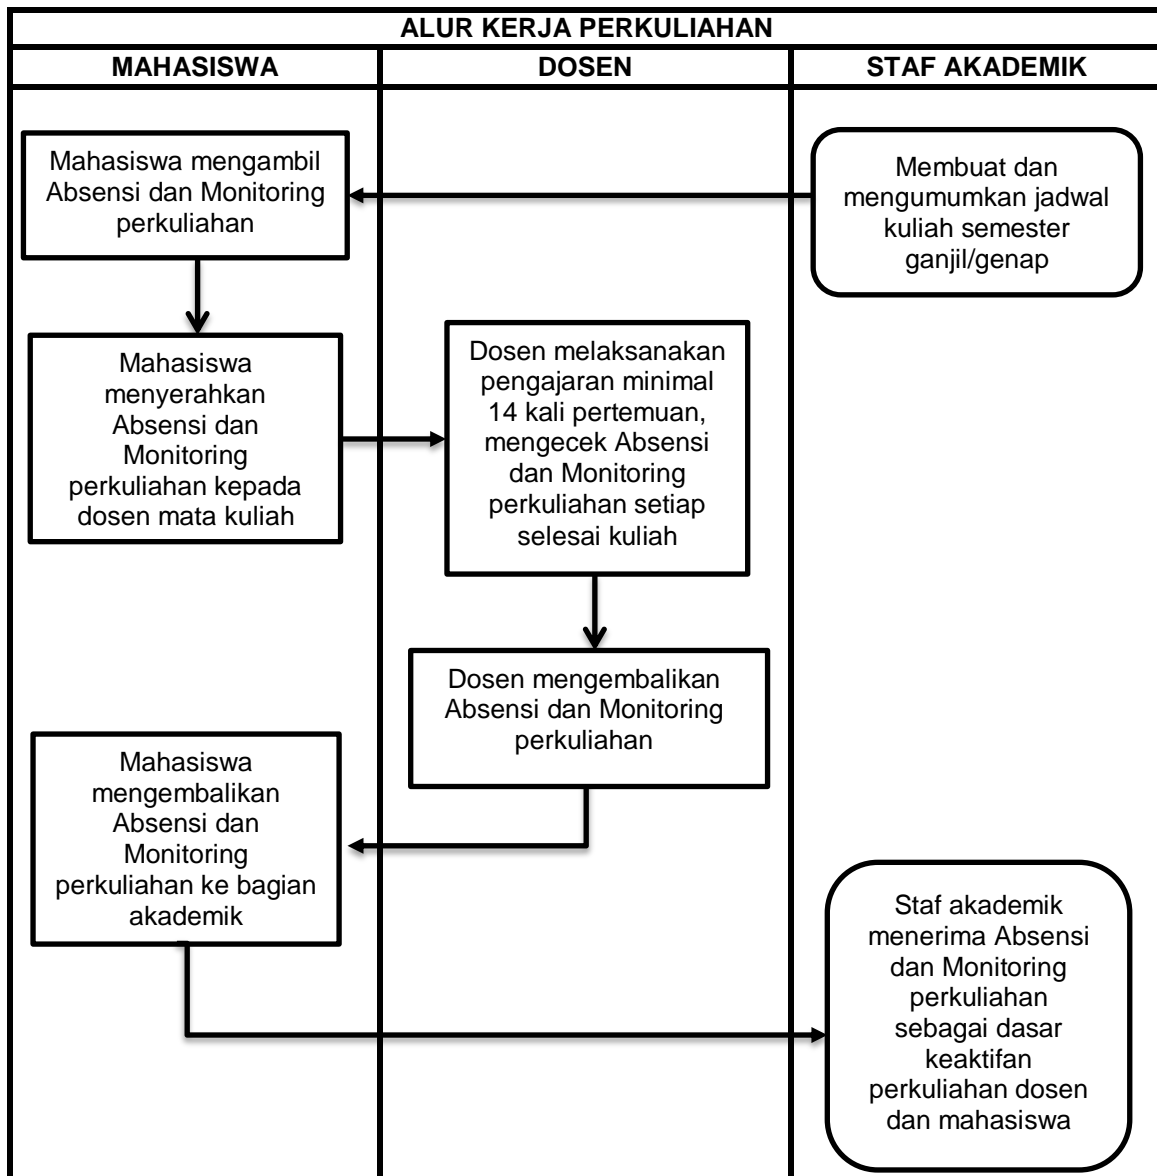 ALUR KERJA PERKULIAHAN
MAHASISWA
DOSEN
STAF AKADEMIK
Membuat dan
mengumumkan jadwal
kuliah semester
ganjil/genap
Mahasiswa mengambil
Absensi dan Monitoring
perkuliahan
Mahasiswa
menyerahkan
Absensi dan
Monitoring
perkuliahan kepada
dosen mata kuliah
Dosen melaksanakan
pengajaran minimal
14 kali pertemuan,
mengecek Absensi
dan Monitoring
perkuliahan setiap
selesai kuliah
Dosen mengembalikan
Absensi dan Monitoring
perkuliahan
Mahasiswa
mengembalikan
Absensi dan
Monitoring
perkuliahan ke bagian
akademik
Staf akademik
menerima Absensi
dan Monitoring
perkuliahan
sebagai dasar
keaktifan
perkuliahan dosen
dan mahasiswa